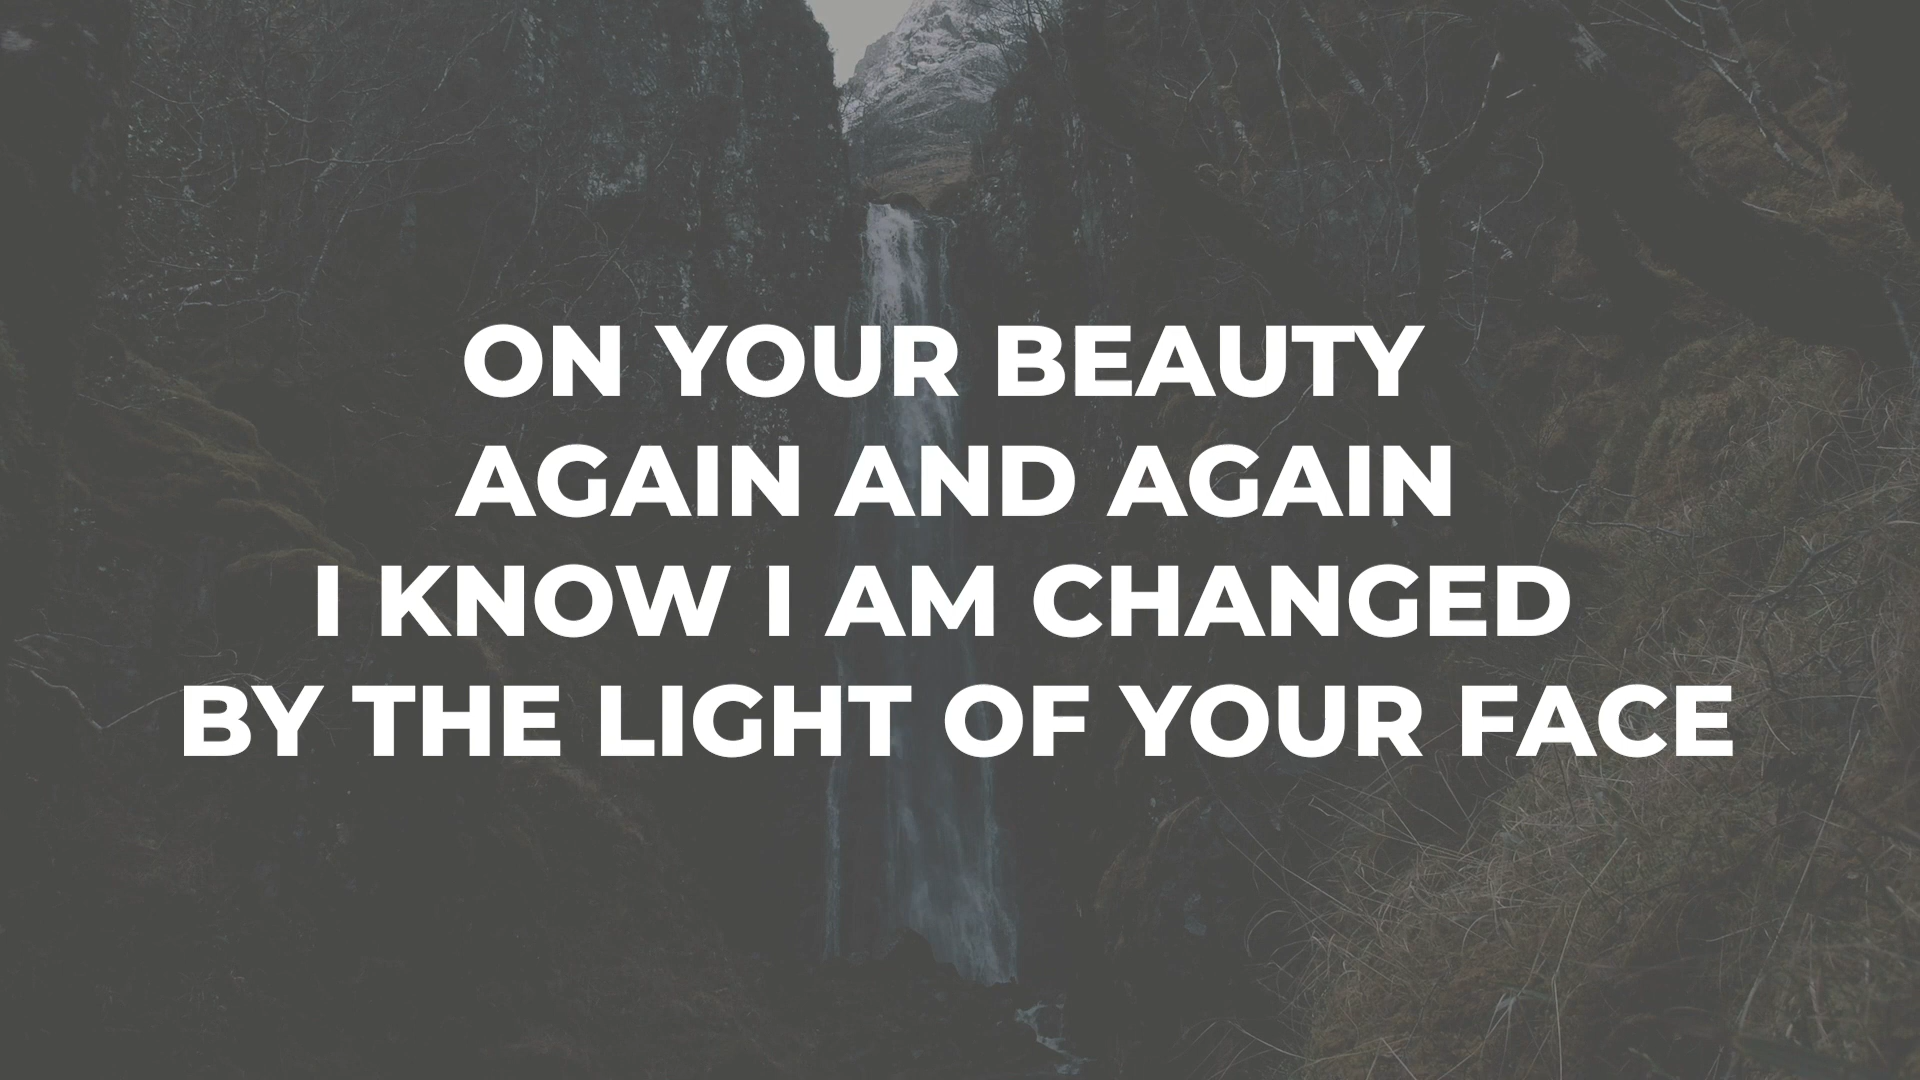 ON YOUR BEAUTY
AGAIN AND AGAIN
I KNOW I AM CHANGED
BY THE LIGHT OF YOUR FACE